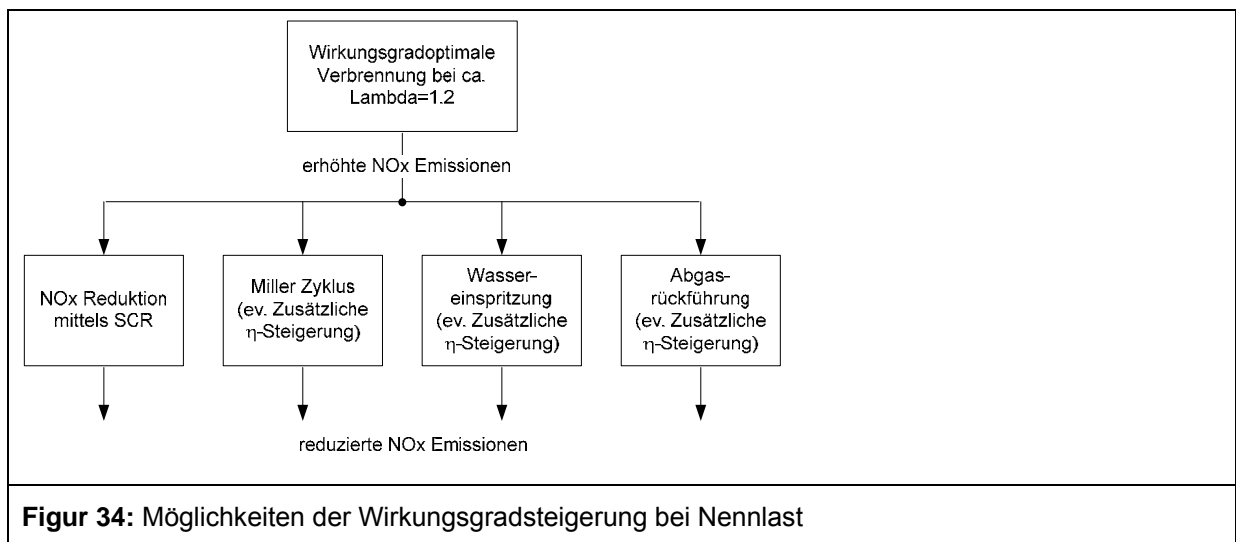 Wirkungsgradoptimale
Verbrennung bei ca.
Lambda=1.2
erhöhte NOx Emissionen
NOx Reduktion
mittels SCR
Miller Zyklus
(ev. Zusätzliche
η-Steigerung)
Wasser-
einspritzung
(ev. Zusätzliche
η-Steigerung)
Abgas-
rückführung
(ev. Zusätzliche
η-Steigerung)
reduzierte NOx Emissionen
Figur 34: Möglichkeiten der Wirkungsgradsteigerung bei Nennlast